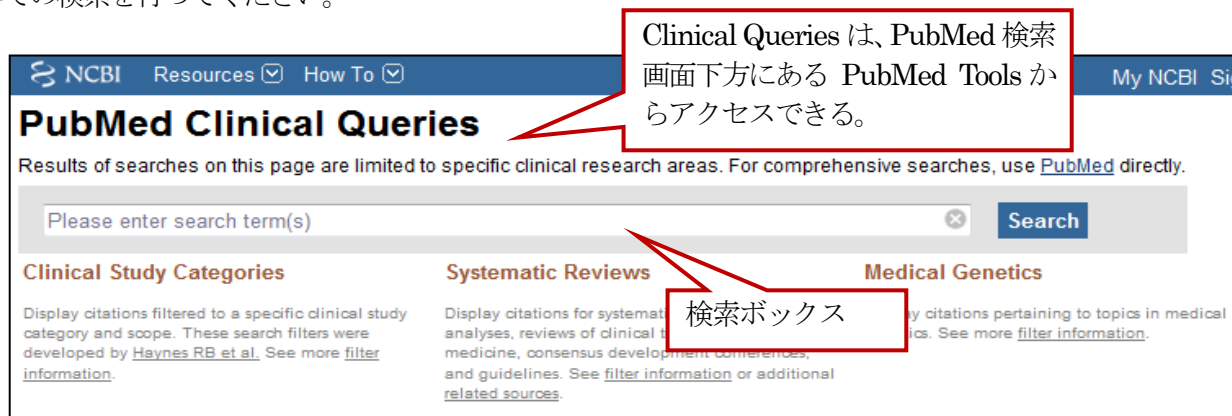 での検索を行ってください。
Clinical Queries は、PubMed 検索
画面下方にある PubMed Tools か
らアクセスできる。
NCBI Resources How To My NCBI
PubMed Clinical Queries
Results of searches on this page are limited to specific clinical research areas. For comprehensive searches, use PubMed directly.
Please enter search term(s) Search
Clinical Study Categories
Display citations filtered to a specific clinical study
category and scope. These search filters were
developed by Haynes RB et al. See more filter
information.
Systematic Reviews
Display citations for
analyses, reviews of clinical
medicine, consensus development conferences,
and guidelines. See filter information or additional
related sources.
検索ボックス
Medical Genetics
citations pertaining to topics in medical
See more filter information.